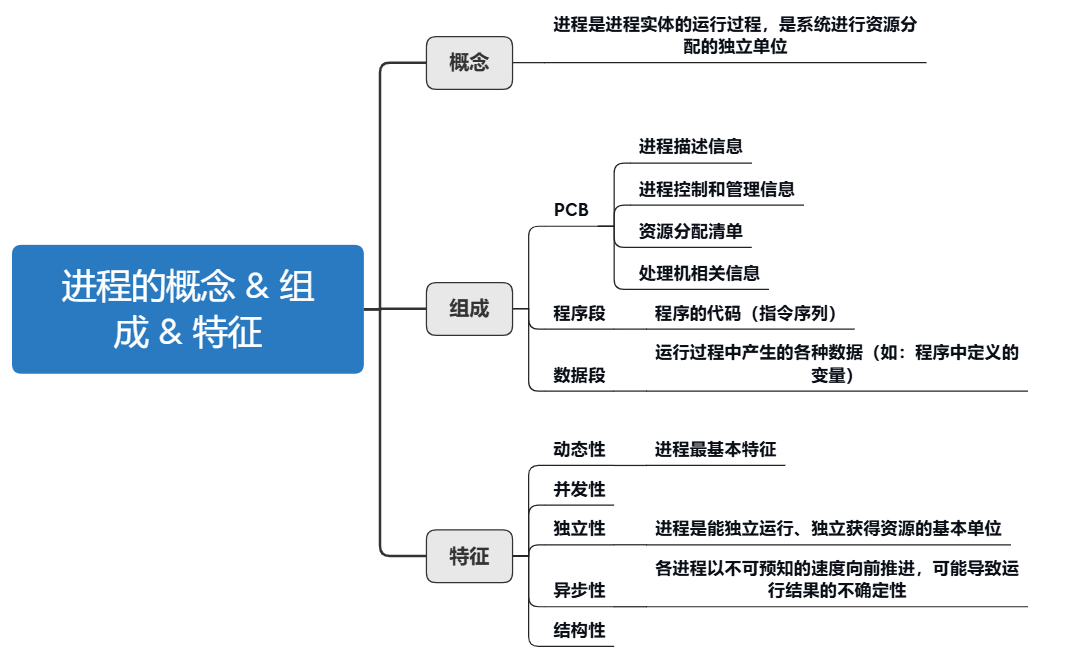 进程的概念 & 组
成 & 特征
概念
进程是进程实体的运行过程，是系统进行资源分
配的独立单位
组成
PCB
进程描述信息
进程控制和管理信息
资源分配清单
处理机相关信息
程序段
程序的代码（指令序列）
数据段
运行过程中产生的各种数据（如：程序中定义的
变量）
特征
动态性
进程最基本特征
并发性
独立性
进程是能独立运行、独立获得资源的基本单位
异步性
各进程以不可预知的速度向前推进，可能导致运
行结果的不确定性
结构性